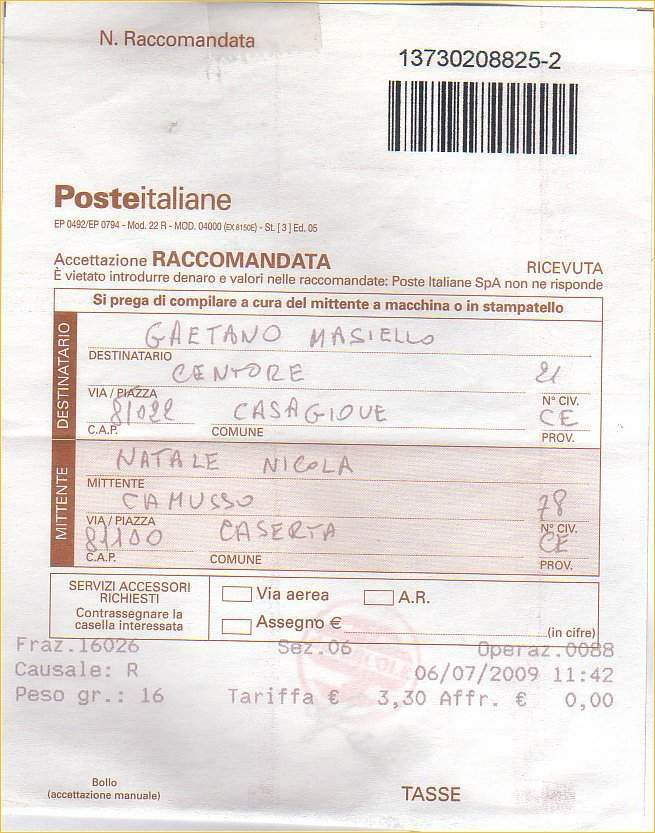 N. Raccomandata
13730208825-2
Posteitaliane
EP 0492/EP 0794 - Mod. 22 R - MOD. 04000 (EX 8150E) - St. [ 3 ] Ed. 05
Accettazione RACCOMANDATA RICEVUTA
È vietato introdurre denaro e valori nelle raccomandate: Poste Italiane SpA non ne risponde
Si prega di compilare a cura del mittente a macchina o in stampatello
DESTINATARIO
GAETANO MASIELLO
DESTINATARIO
CENTORE 21
VIA / PIAZZA N° CIV.
81022 CASAGIOVE CE
C.A.P. COMUNE PROV.
MITTENTE
NATALE NICOLA
MITTENTE
CAMUSSO 78
VIA / PIAZZA N° CIV.
81100 CASERTA CE
C.A.P. COMUNE PROV.
SERVIZI ACCESSORI
RICHIESTI
Contrassegnare la
casella interessata
Via aerea A.R.
Assegno € (in cifre)
Fraz.16026 Sez.06 Operaz.0088
Causale: R 06/07/2009 11:42
Peso gr.: 16 Tariffa € 3,30 Affr. € 0,00
Bollo
(accettazione manuale)
TASSE